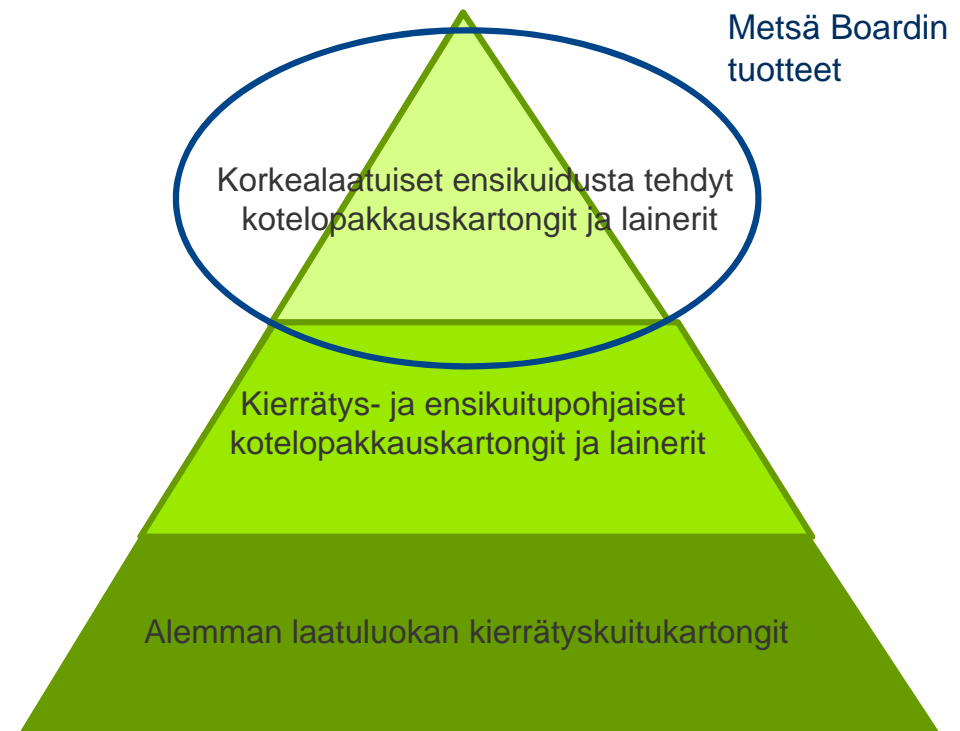 Metsä Boardin
tuotteet
Korkealaatuiset ensikuidusta tehdyt
kotelopakkauskartongit ja lainerit
Kierrätys- ja ensikuitupohjaiset
kotelopakkauskartongit ja lainerit
Alemman laatuluokan kierrätyskuitukartongit